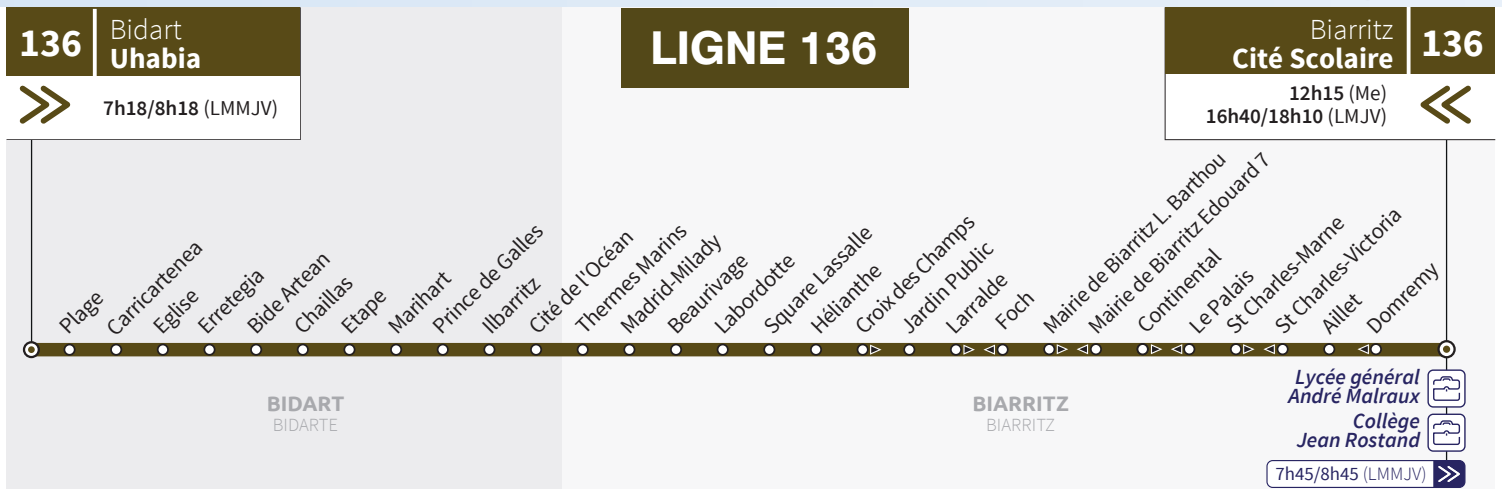 136
Bidart
Uhabia
7h18/8h18 (LMMJV)
LIGNE 136
Biarritz
Cité Scolaire
136
12h15 (Me)
16h40/18h10 (LMJV)
Plage
Carricartenea
Eglise
Erretegia
Bide Artean
Chaillas
Etape
Marihart
Prince de Galles
Ilbarritz
Cité de l'Océan
Thermes Marins
Madrid-Milady
Beaurivage
Labordotte
Square Lassalle
Hélianthe
Croix des Champs
Jardin Public
Larralde
Foch
Mairie de Biarritz L. Barthou
Mairie de Biarritz Edouard 7
Continental
Le Palais
St Charles-Marne
St Charles-Victoria
Aillet
Domremy
BIDART
BIDARTE
BIARRITZ
BIARRITZ
Lycée général
André Malraux
Collège
Jean Rostand
7h45/8h45 (LMMJV)